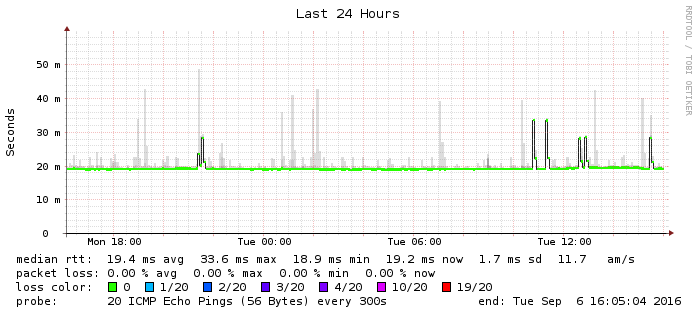 Last 24 Hours
RRDTOOL / TOBI OETIKER
Seconds
50 m
40 m
30 m
20 m
10 m
0
Mon 18:00 Tue 00:00 Tue 06:00 Tue 12:00
median rtt: 19.4 ms avg 33.6 ms max 18.9 ms min 19.2 ms now 1.7 ms sd 11.7 am/s
packet loss: 0.00 % avg 0.00 % max 0.00 % min 0.00 % now
loss color: 0 1/20 2/20 3/20 4/20 10/20 19/20
probe: 20 ICMP Echo Pings (56 Bytes) every 300s end: Tue Sep 6 16:05:04 2016